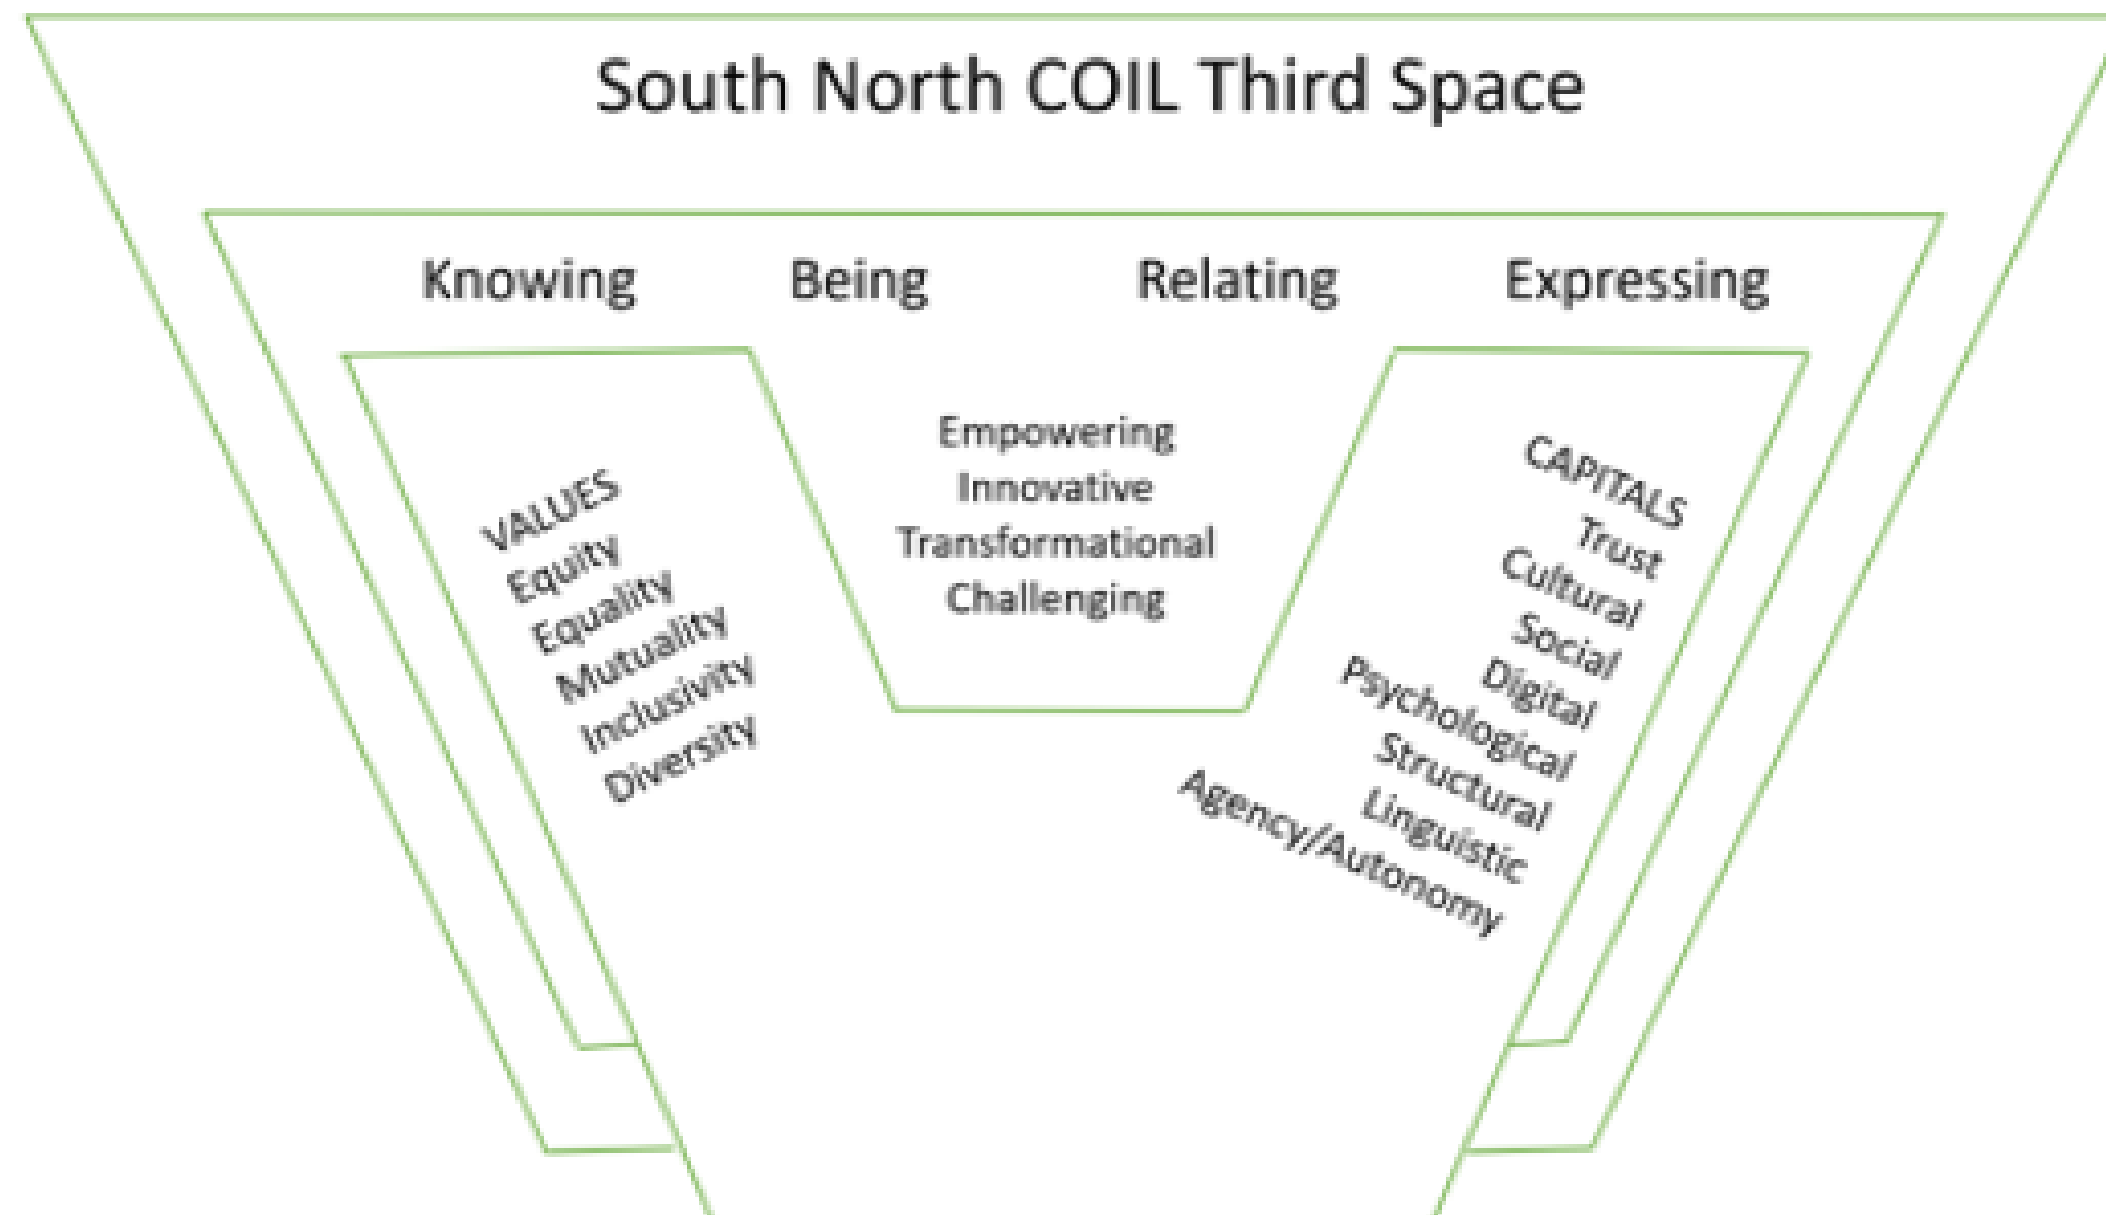 South North COIL Third Space
Knowing Being Relating Expressing
Empowering
Innovative
Transformational
Challenging
VALUES
Equity
Equality
Mutuality
Inclusivity
Diversity
CAPITALS
Trust
Cultural
Social
Digital
Psychological
Structural
Linguistic
Agency/Autonomy